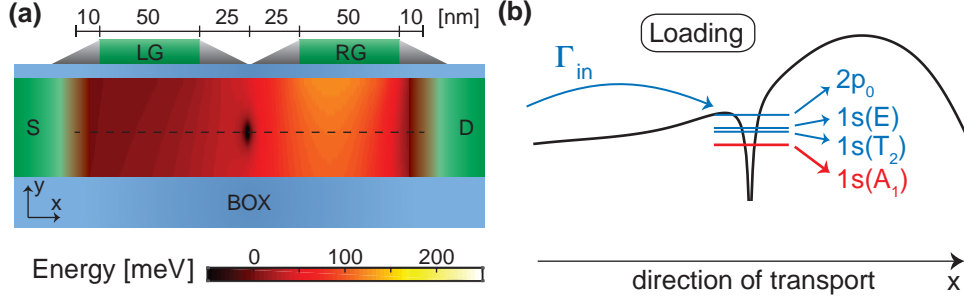 (a)
10 50 25 25 50 10 [nm]
LG RG
S D
y
x
BOX
Energy [meV] 0 100 200
(b)
Loading
Γin
2p0
1s(E)
1s(T2)
1s(A1)
direction of transport x